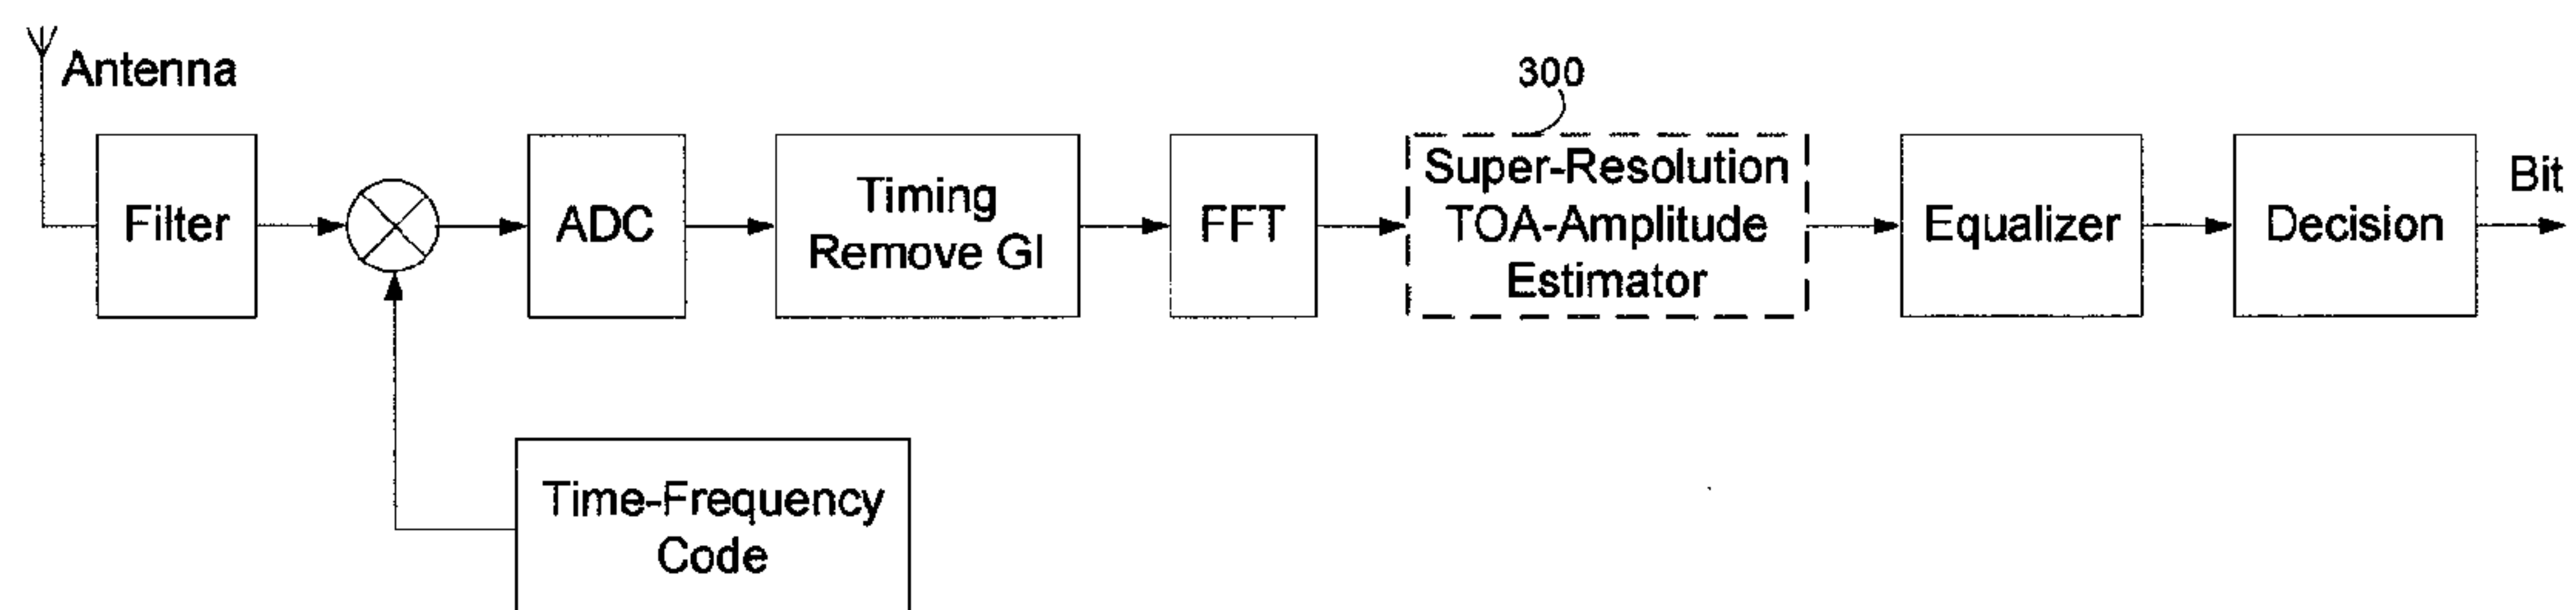 Antenna
300
Filter
ADC
Timing
Remove GI
FFT
Super-Resolution
TOA-Amplitude
Estimator
Equalizer
Decision
Bit
Time-Frequency
Code